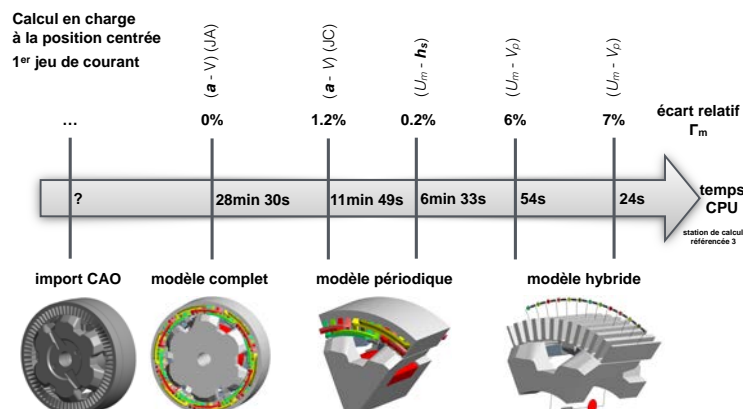 Calcul en charge
à la position centrée
1er jeu de courant
(a - V) (JA)
(a - V) (JC)
(Um - hs)
(Um - Vp)
(Um - Vp)
... 0% 1.2% 0.2% 6% 7%
écart relatif
Γm
? 28min 30s 11min 49s 6min 33s 54s 24s
temps
CPU
station de calcul
référencée 3
import CAO modèle complet modèle périodique modèle hybride